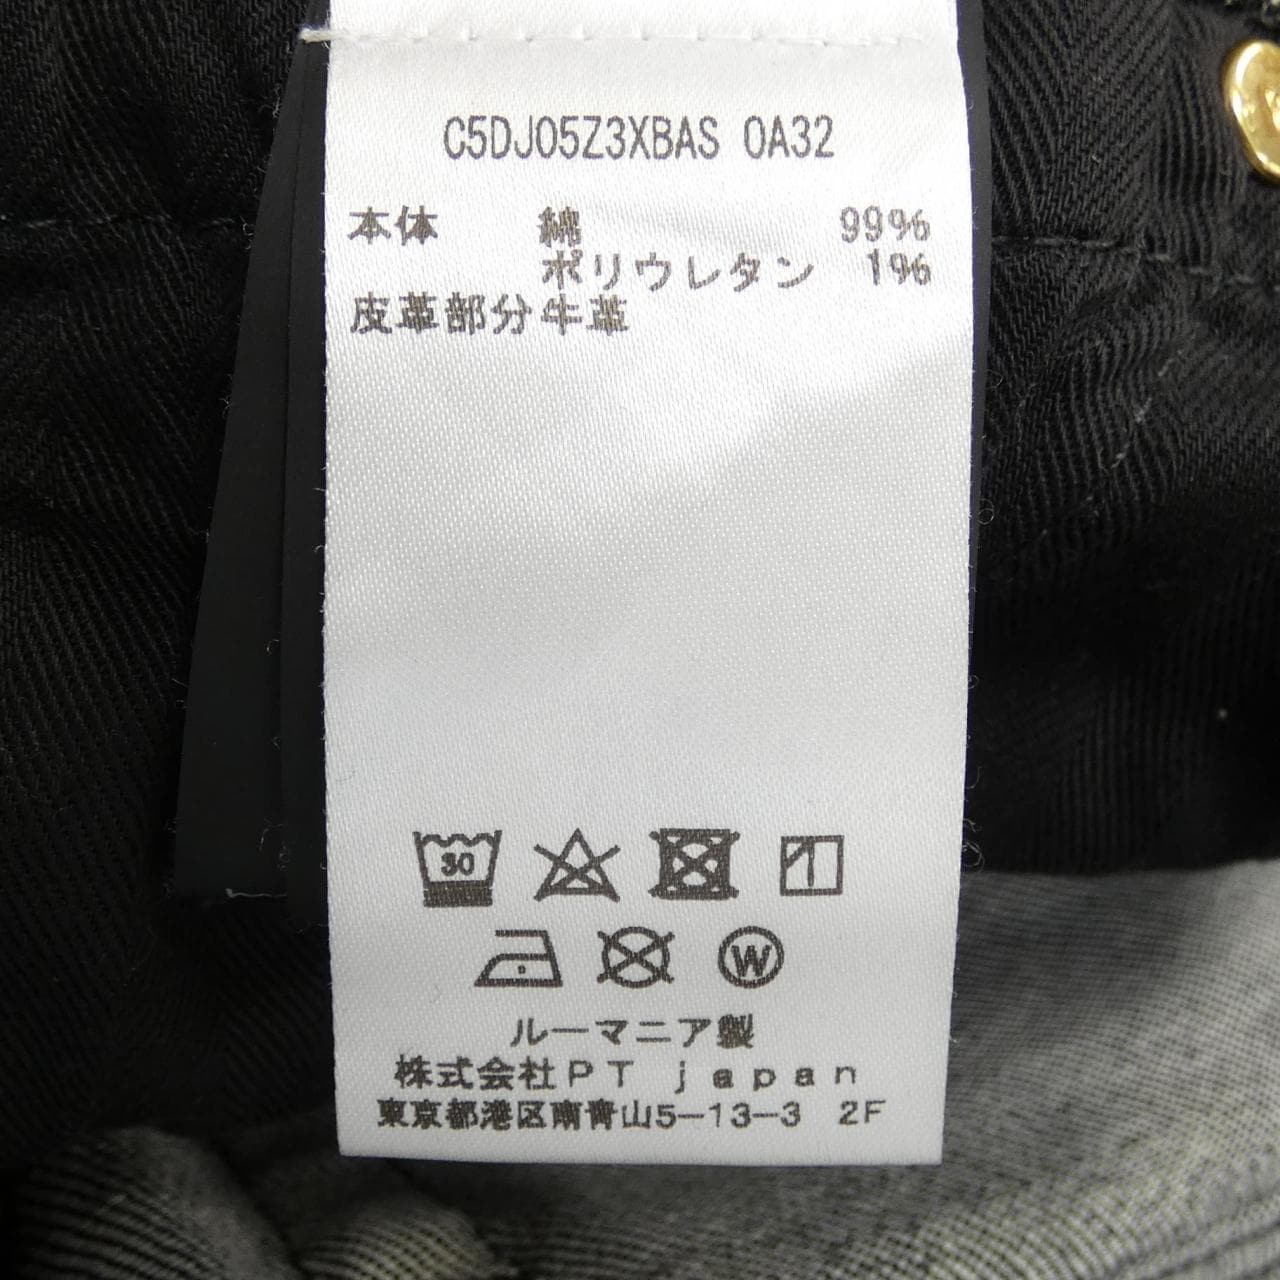 C5DJ05Z3XBAS 0A32
本体 綿 99%
ポリウレタン 1%
皮革部分牛革
30
W
ルーマニア製
株式会社PT japan
東京都港区南青山5-13-3 2F